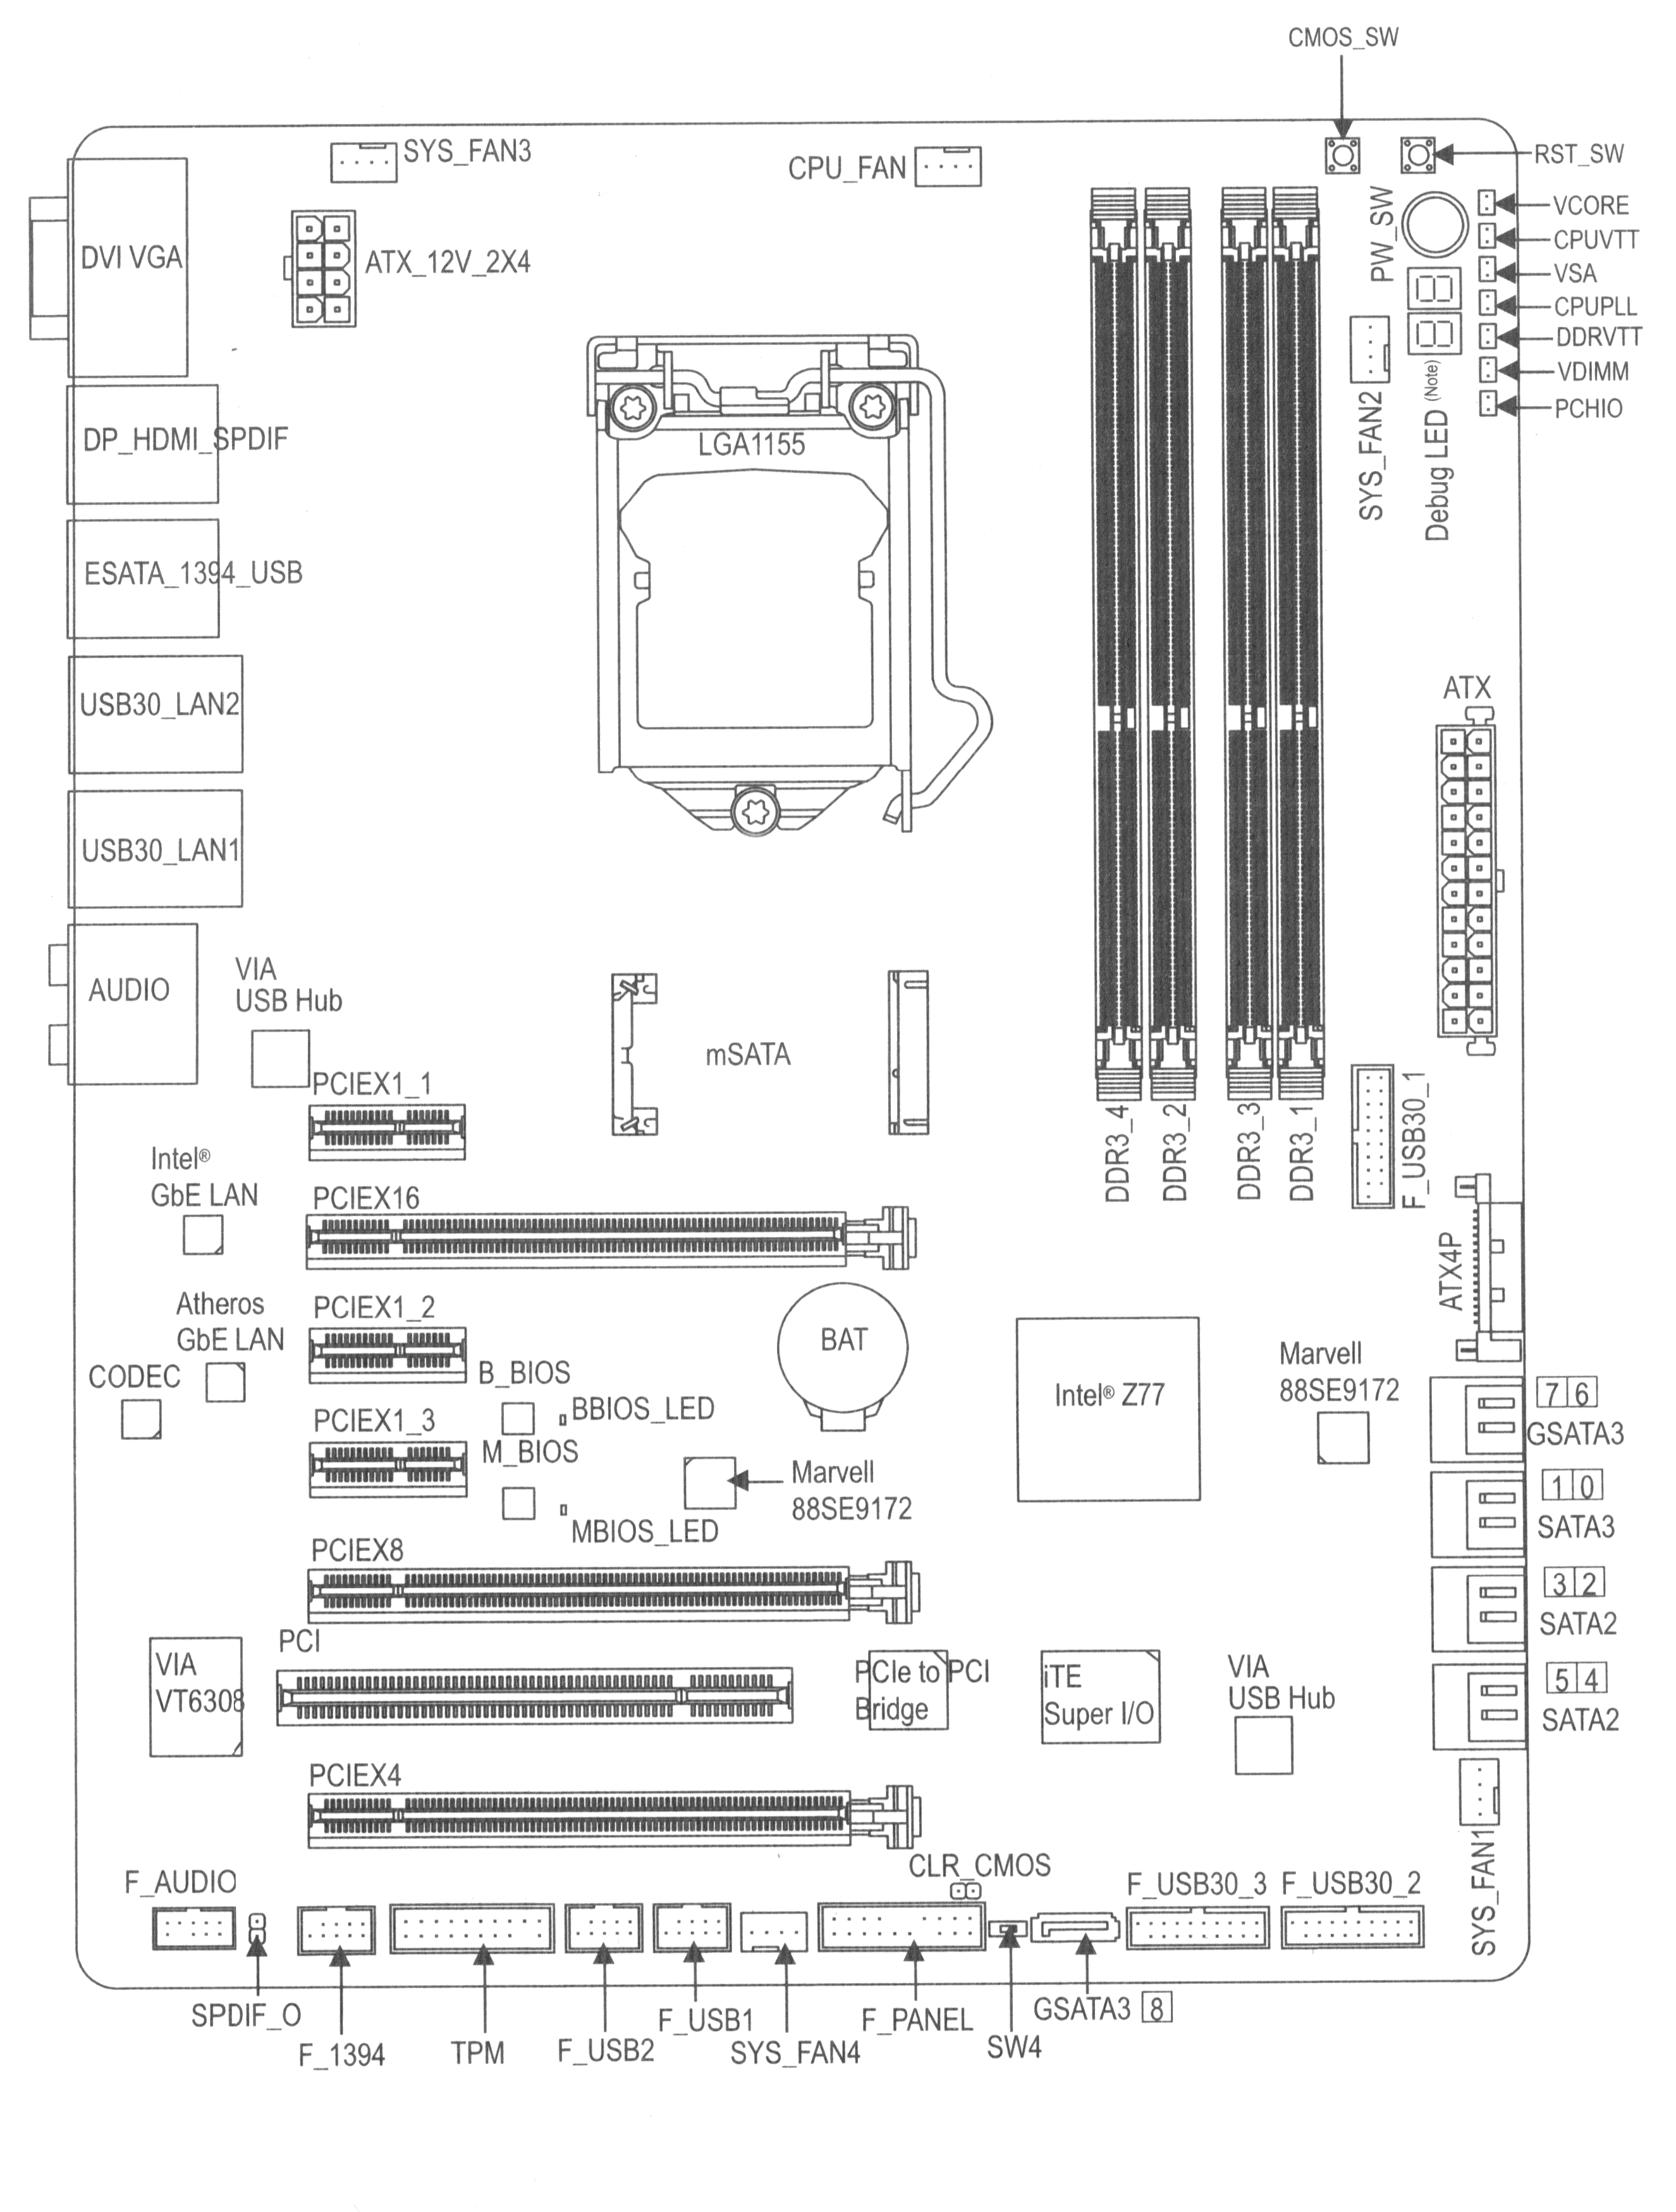 CMOS_SW
SYS_FAN3
CPU_FAN
RST_SW
PW_SW
VCORE
CPUVTT
VSA
CPUPLL
DDRVTT
VDIMM
PCHIO
DVI VGA
ATX_12V_2X4
SYS_FAN2
Debug LED (Note)
DP_HDMI_SPDIF
LGA1155
ESATA_1394_USB
USB30_LAN2
ATX
USB30_LAN1
AUDIO
VIA
USB Hub
mSATA
PCIEX1_1
DDR3_4
DDR3_2
DDR3_3
DDR3_1
F_USB30_1
Intel®
GbE LAN
PCIEX16
ATX4P
Atheros
GbE LAN
PCIEX1_2
BAT
CODEC
B_BIOS
BBIOS_LED
Intel® Z77
Marvell
88SE9172
7 6
GSATA3
PCIEX1_3
M_BIOS
MBIOS_LED
Marvell
88SE9172
1 0
SATA3
PCIEX8
3 2
SATA2
PCI
VIA
VT6308
PCIe to PCI
Bridge
iTE
Super I/O
VIA
USB Hub
5 4
SATA2
PCIEX4
SYS_FAN1
F_AUDIO
CLR_CMOS
F_USB30_3
F_USB30_2
SPDIF_O
F_1394
TPM
F_USB2
F_USB1
SYS_FAN4
F_PANEL
SW4
GSATA3 8